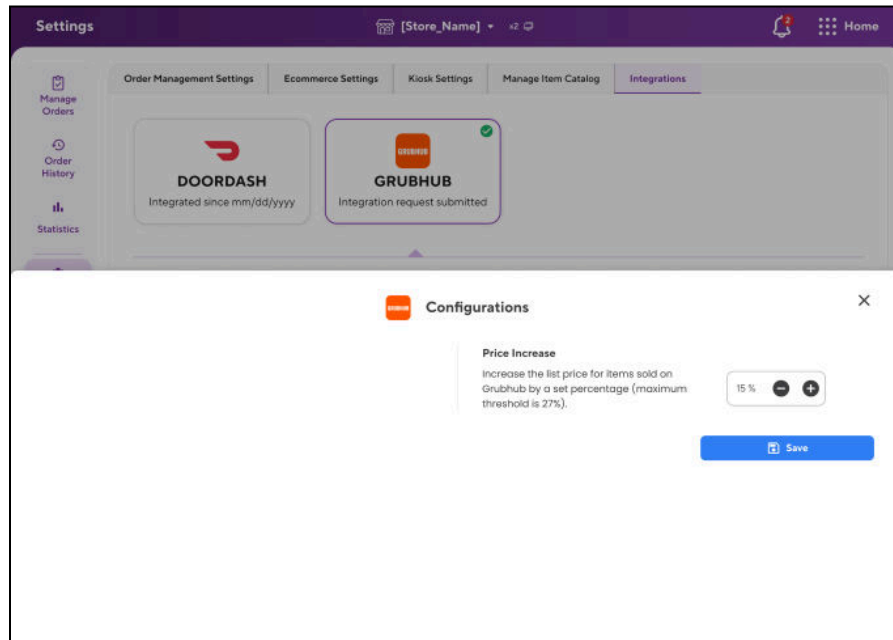 Settings
[Store_Name]
x2
2
Home
Manage
Orders
Order
History
Statistics
Order Management Settings
Ecommerce Settings
Kiosk Settings
Manage Item Catalog
Integrations
DOORDASH
Integrated since mm/dd/yyyy
GRUBHUB
GRUBHUB
Integration request submitted
Configurations
Price Increase
Increase the list price for items sold on
Grubhub by a set percentage (maximum
threshold is 27%).
15 %
Save